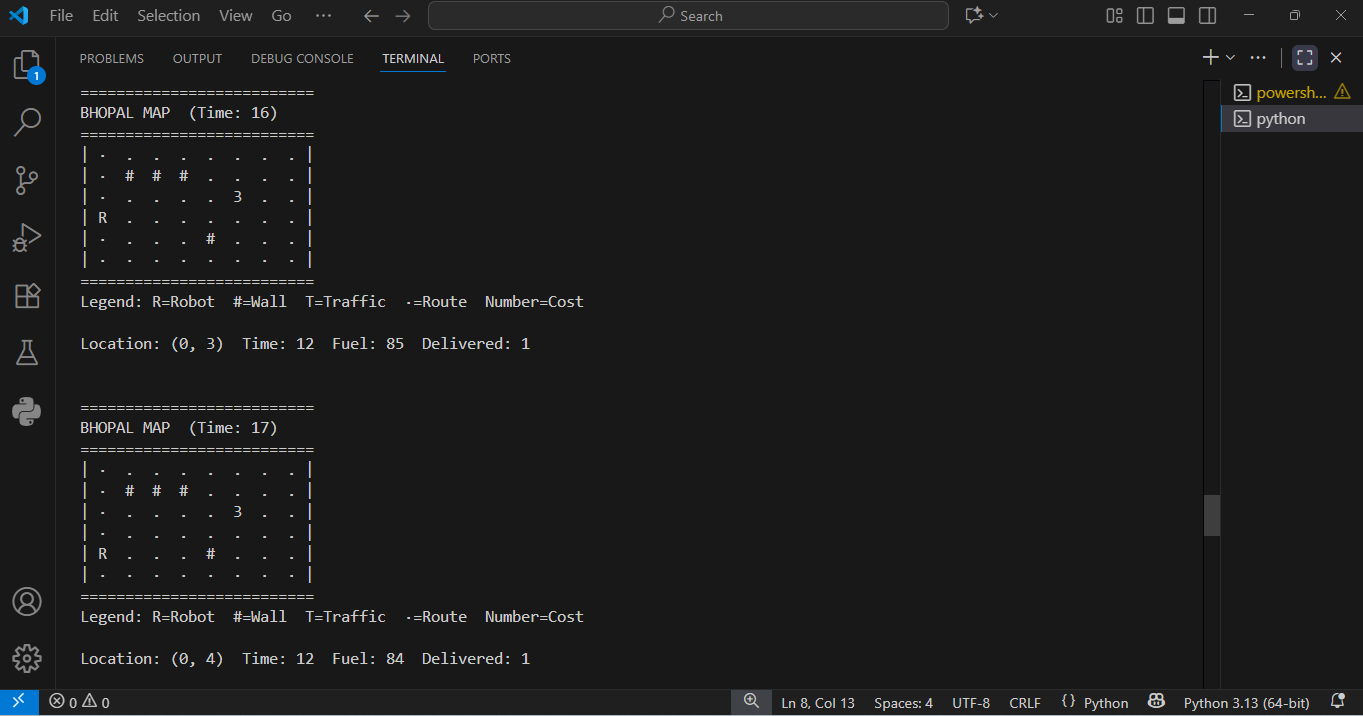 File Edit Selection View Go ··· Search
PROBLEMS OUTPUT DEBUG CONSOLE TERMINAL PORTS
powersh...
python
1
==========================
BHOPAL MAP  (Time: 16)
==========================
| ·  .  .  .  .  .  .  . |
| ·  #  #  #  .  .  .  . |
| ·  .  .  .  .  3  .  . |
| R  .  .  .  .  .  .  . |
| ·  .  .  .  #  .  .  . |
| ·  ·  ·  ·  ·  ·  ·  · |
==========================
Legend: R=Robot  #=Wall  T=Traffic  ·=Route  Number=Cost
Location: (0, 3)  Time: 12  Fuel: 85  Delivered: 1
==========================
BHOPAL MAP  (Time: 17)
==========================
| ·  .  .  .  .  .  .  . |
| ·  #  #  #  .  .  .  . |
| ·  .  .  .  .  3  .  . |
| ·  .  .  .  .  .  .  . |
| R  .  .  .  #  .  .  . |
| ·  ·  ·  ·  ·  ·  ·  · |
==========================
Legend: R=Robot  #=Wall  T=Traffic  ·=Route  Number=Cost
Location: (0, 4)  Time: 12  Fuel: 84  Delivered: 1
0 0 Ln 8, Col 13 Spaces: 4 UTF-8 CRLF {} Python Python 3.13 (64-bit)